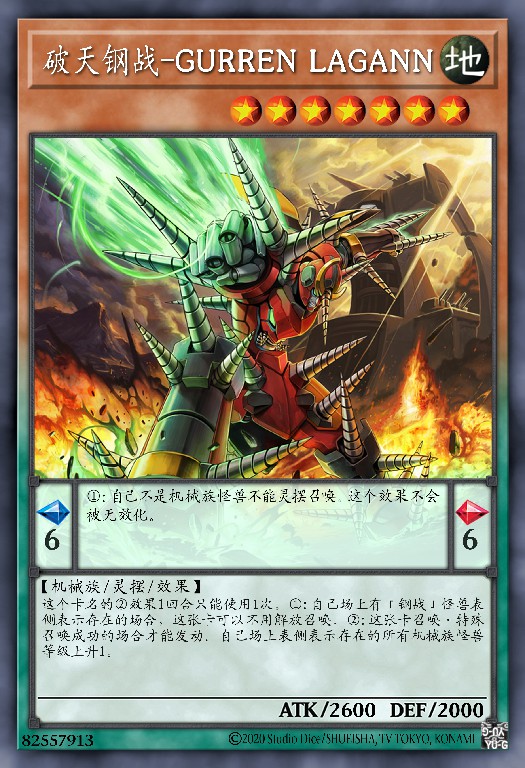 破天钢战-GURREN LAGANN
地
①:自己不是机械族怪兽不能灵摆召唤。这个效果不会
被无效化。
6
6
【机械族/灵摆/效果】
这个卡名的②效果1回合只能使用1次。①:自己场上有「钢战」怪兽表
侧表示存在的场合,这张卡可以不用解放召唤。②:这张卡召唤·特殊
召唤成功的场合才能发动。自己场上表侧表示存在的所有机械族怪兽
等级上升1。
ATK/2600 DEF/2000
82557913
©2020 Studio Dice/SHUEISHA, TV TOKYO, KONAMI